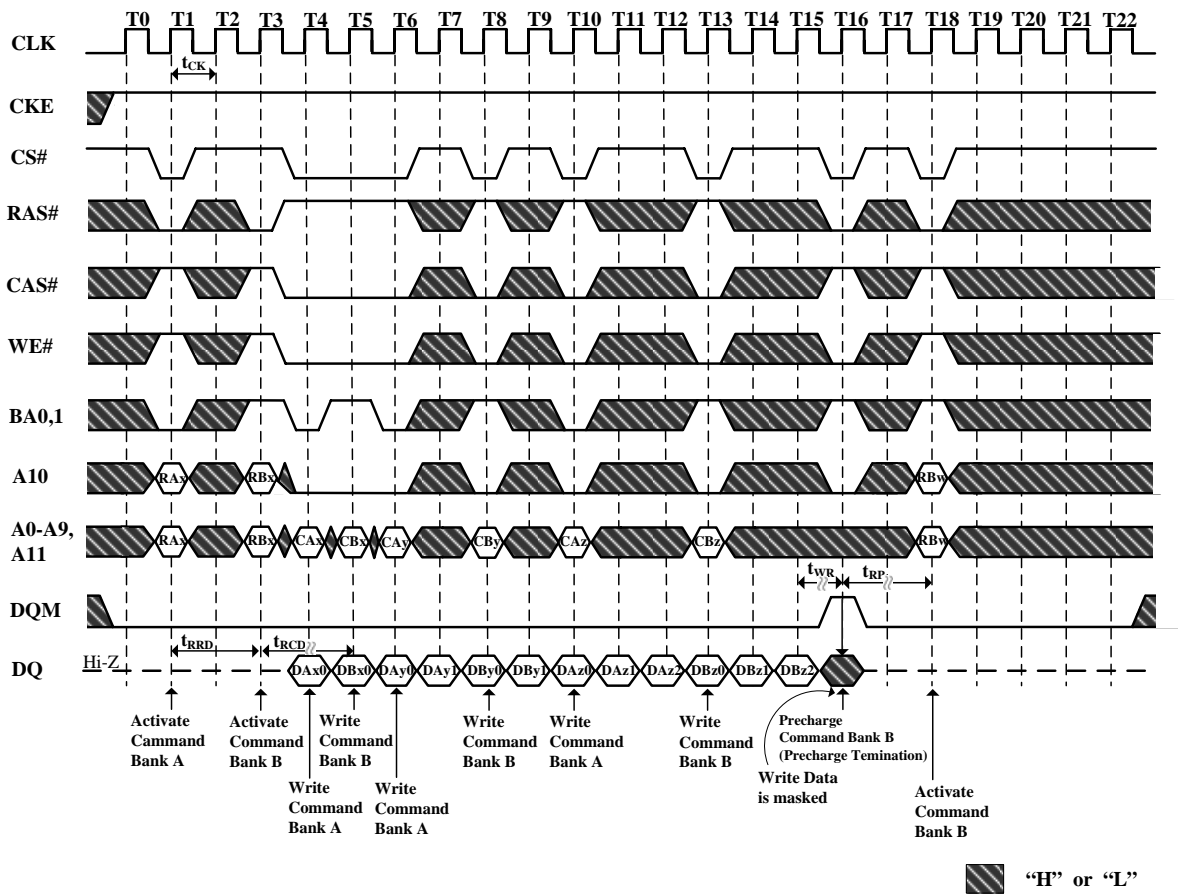 T0 T1 T2 T3 T4 T5 T6 T7 T8 T9 T10 T11 T12 T13 T14 T15 T16 T17 T18 T19 T20 T21 T22
CLK
tCK
CKE
CS#
RAS#
CAS#
WE#
BA0,1
A10
RAx RBx RBw
A0-A9,
A11
RAx RBx CAx CBx CAy CBy CAz CBz RBw
tWR tRP
DQM
tRRD tRCD
DQ
Hi-Z
DAx0 DBx0 DAy0 DAy1 DBy0 DBy1 DAz0 DAz1 DAz2 DBz0 DBz1 DBz2
Activate
Cammand
Bank A
Activate
Command
Bank B
Write
Command
Bank B
Write
Command
Bank B
Write
Command
Bank A
Write
Command
Bank B
Precharge
Command Bank B
(Precharge Temination)
Write
Command
Bank A
Write
Command
Bank A
Write Data
is masked
Activate
Command
Bank B
“H” or “L”